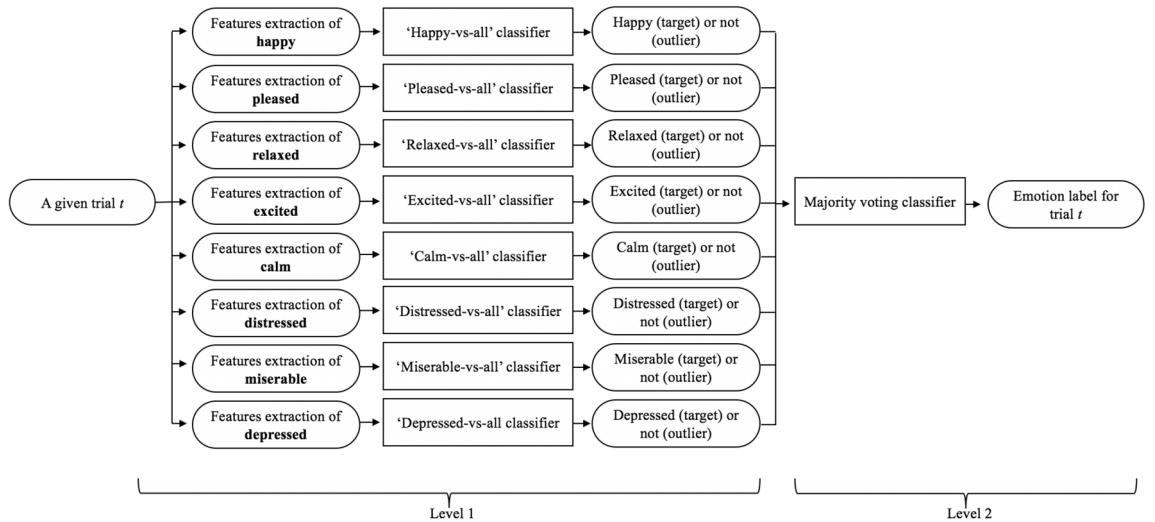 Features extraction of
happy
‘Happy-vs-all’ classifier
Happy (target) or not
(outlier)
Features extraction of
pleased
‘Pleased-vs-all’ classifier
Pleased (target) or not
(outlier)
Features extraction of
relaxed
‘Relaxed-vs-all’ classifier
Relaxed (target) or not
(outlier)
A given trial t
Features extraction of
excited
‘Excited-vs-all’ classifier
Excited (target) or not
(outlier)
Majority voting classifier
Emotion label for
trial t
Features extraction of
calm
‘Calm-vs-all’ classifier
Calm (target) or not
(outlier)
Features extraction of
distressed
‘Distressed-vs-all’ classifier
Distressed (target) or
not (outlier)
Features extraction of
miserable
‘Miserable-vs-all’ classifier
Miserable (target) or
not (outlier)
Features extraction of
depressed
‘Depressed-vs-all classifier
Depressed (target) or
not (outlier)
Level 1
Level 2